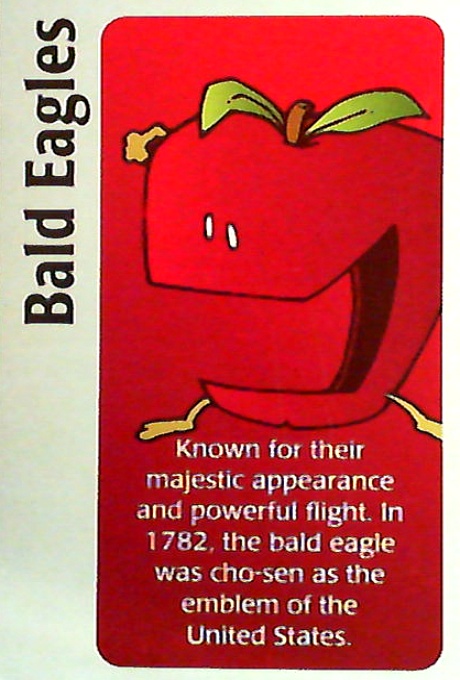 Bald Eagles
Known for their
majestic appearance
and powerful flight. In
1782, the bald eagle
was cho-sen as the
emblem of the
United States.